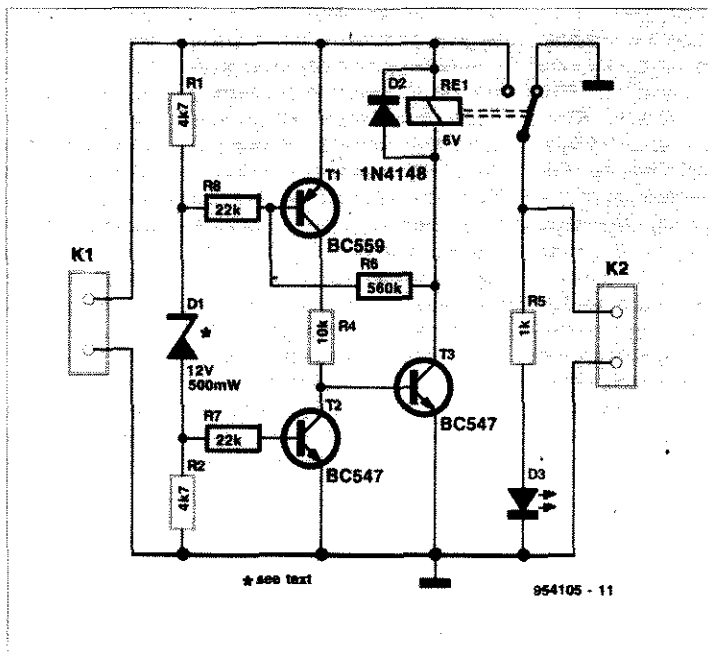 R1
4k7
D2
RE1
6V
1N4148
T1
R8
22k
BC559
K1
R6
560k
K2
D1
*
12V
500mW
10k
R4
R5
1k
T3
BC547
T2
R7
22k
BC547
R2
4k7
D3
* see text
954105 - 11